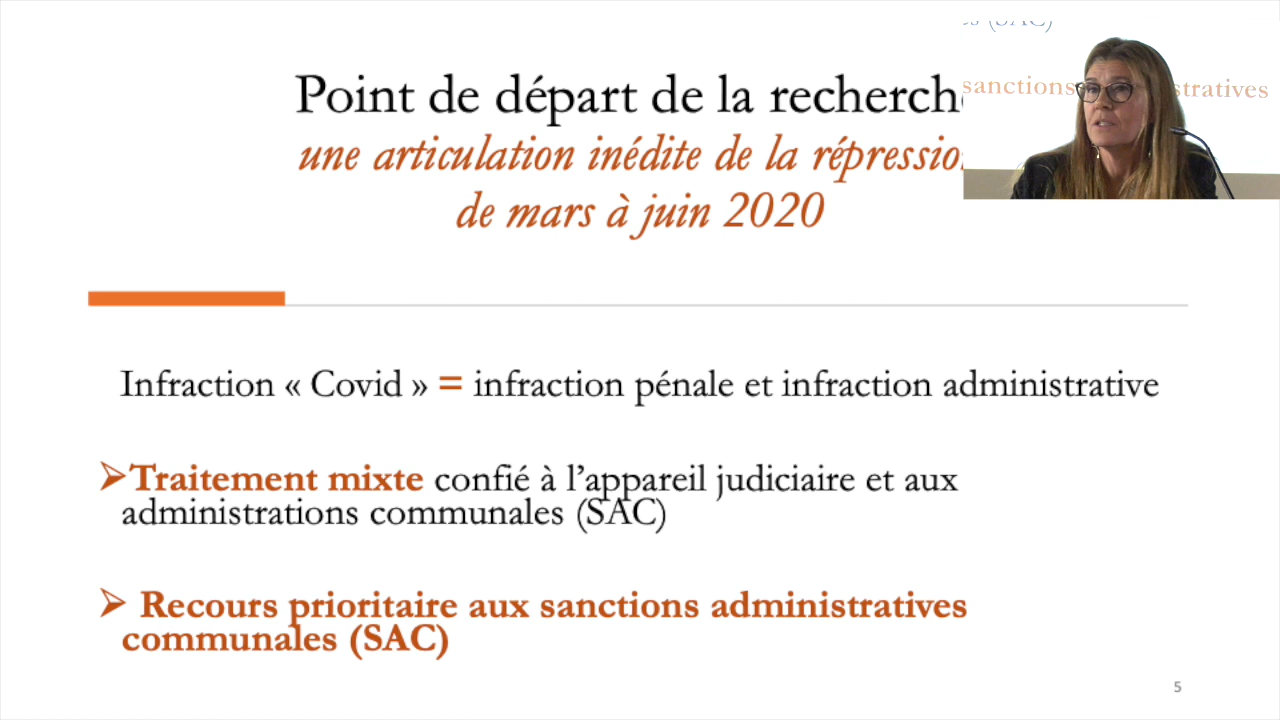 Point de départ de la recherch
une articulation inédite de la répressio
de mars à juin 2020
(SAC)
sanctions
stratives
Infraction « Covid » = infraction pénale et infraction administrative
➢Traitement mixte confié à l’appareil judiciaire et aux
administrations communales (SAC)
➢ Recours prioritaire aux sanctions administratives
communales (SAC)
5